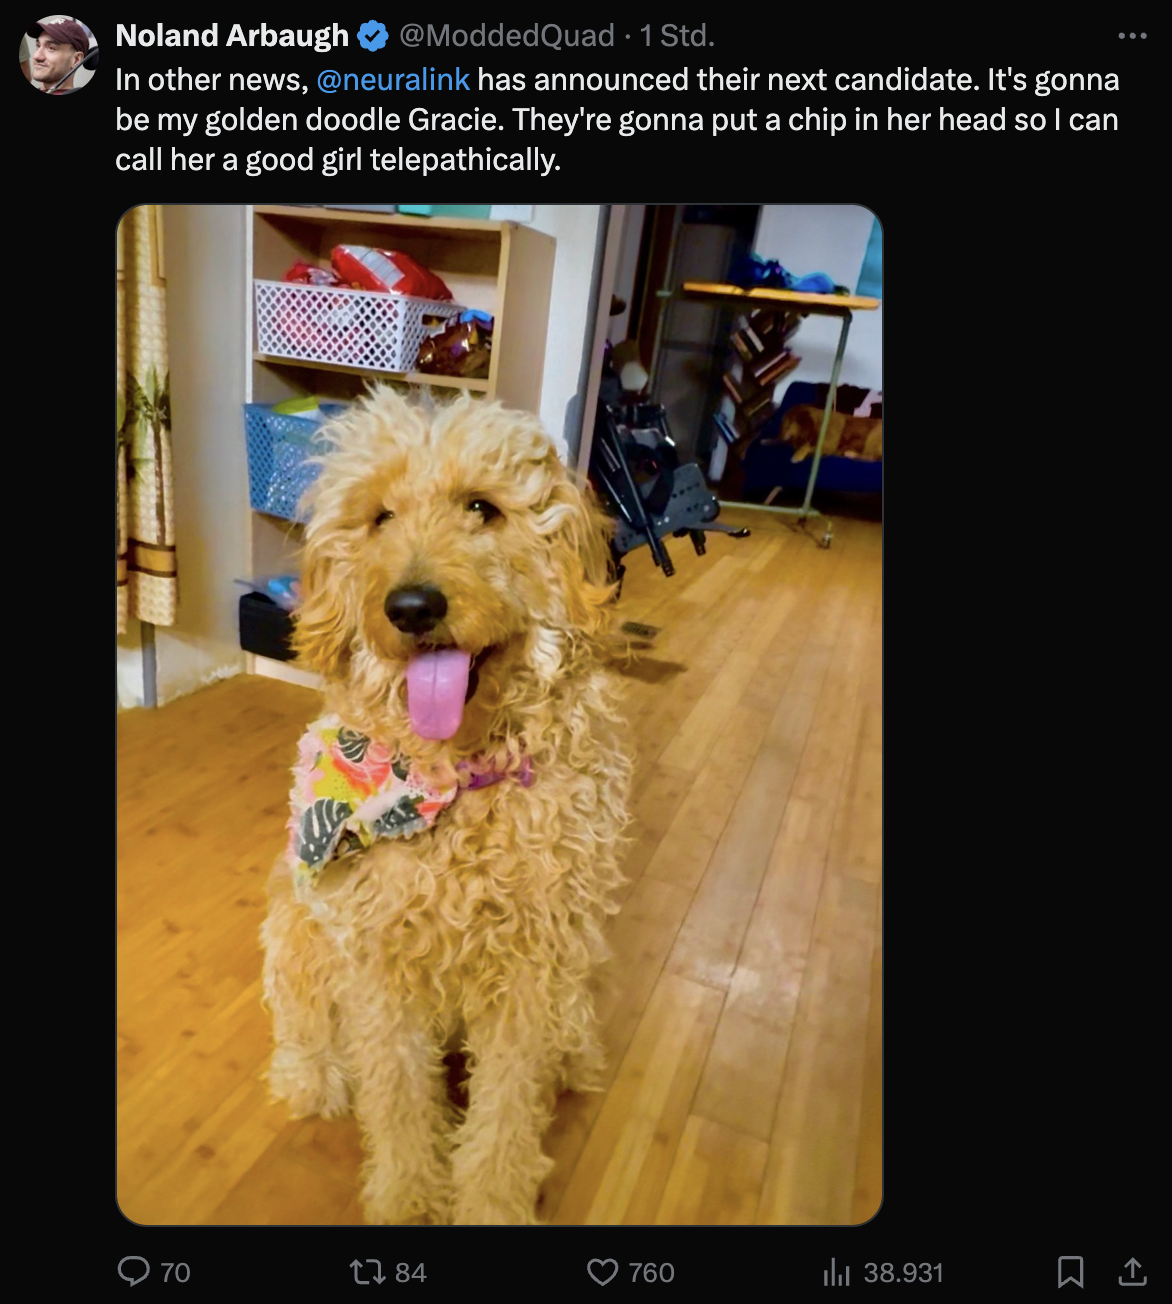 Noland Arbaugh @ModdedQuad · 1 Std.
In other news, @neuralink has announced their next candidate. It's gonna
be my golden doodle Gracie. They're gonna put a chip in her head so I can
call her a good girl telepathically.
70 84 760 38.931